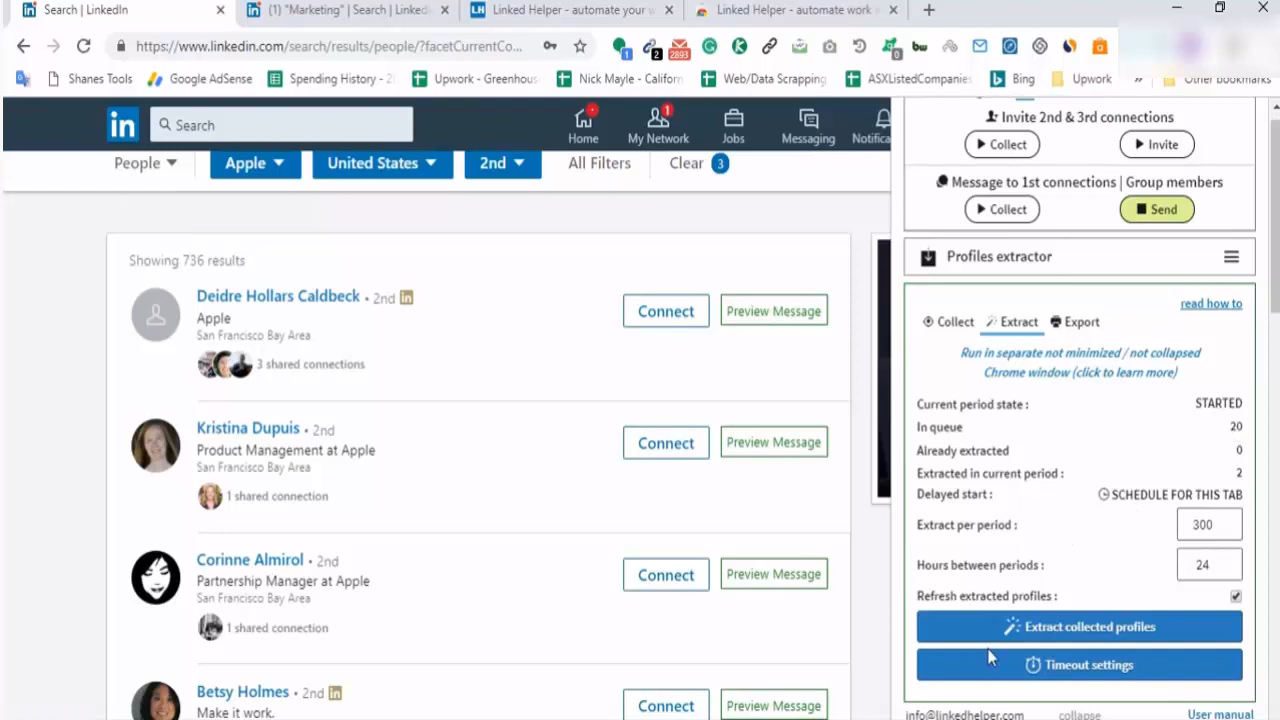 Search | LinkedIn
(1) "Marketing" | Search | Linked
Linked Helper - automate your w
Linked Helper - automate work w
https://www.linkedin.com/search/results/people/?facetCurrentCo...
1
2
2893
0
bw
Shanes Tools
Google AdSense
Spending History - 2
Upwork - Greenhous
Nick Mayle - Californ
Web/Data Scrapping
ASXListedCompanie
Bing
Upwork
»
Other bookmarks
in
Search
Home
1
My Network
Jobs
Messaging
Notifica
People
Apple
United States
2nd
All Filters
Clear 3
Showing 736 results
Deidre Hollars Caldbeck • 2nd
Apple
San Francisco Bay Area
3 shared connections
Connect
Preview Message
Kristina Dupuis • 2nd
Product Management at Apple
San Francisco Bay Area
1 shared connection
Connect
Preview Message
Corinne Almirol • 2nd
Partnership Manager at Apple
San Francisco Bay Area
1 shared connection
Connect
Preview Message
Betsy Holmes • 2nd
Make it work.
Connect
Preview Message
Invite 2nd & 3rd connections
Collect
Invite
Message to 1st connections | Group members
Collect
Send
Profiles extractor
read how to
Collect
Extract
Export
Run in separate not minimized / not collapsed
Chrome window (click to learn more)
Current period state : STARTED
In queue 20
Already extracted 0
Extracted in current period : 2
Delayed start : SCHEDULE FOR THIS TAB
Extract per period : 300
Hours between periods : 24
Refresh extracted profiles :
Extract collected profiles
Timeout settings
info@linkedhelper.com
collapse
User manual